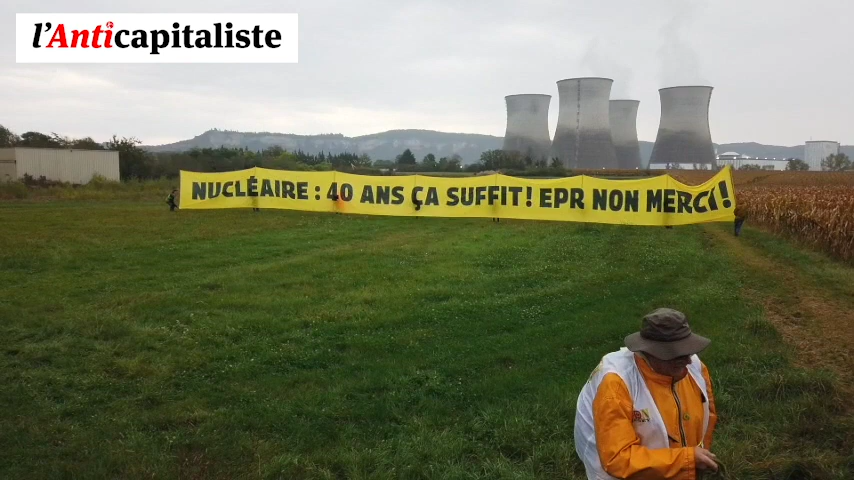 l'Anticapitaliste
NUCLÉAIRE : 40 ANS ÇA SUFFIT ! EPR NON MERCI !